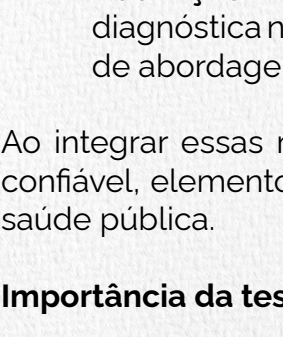 diagnóstica
de
Ao integrar essas
confiável,
saúde pública.
Importância da